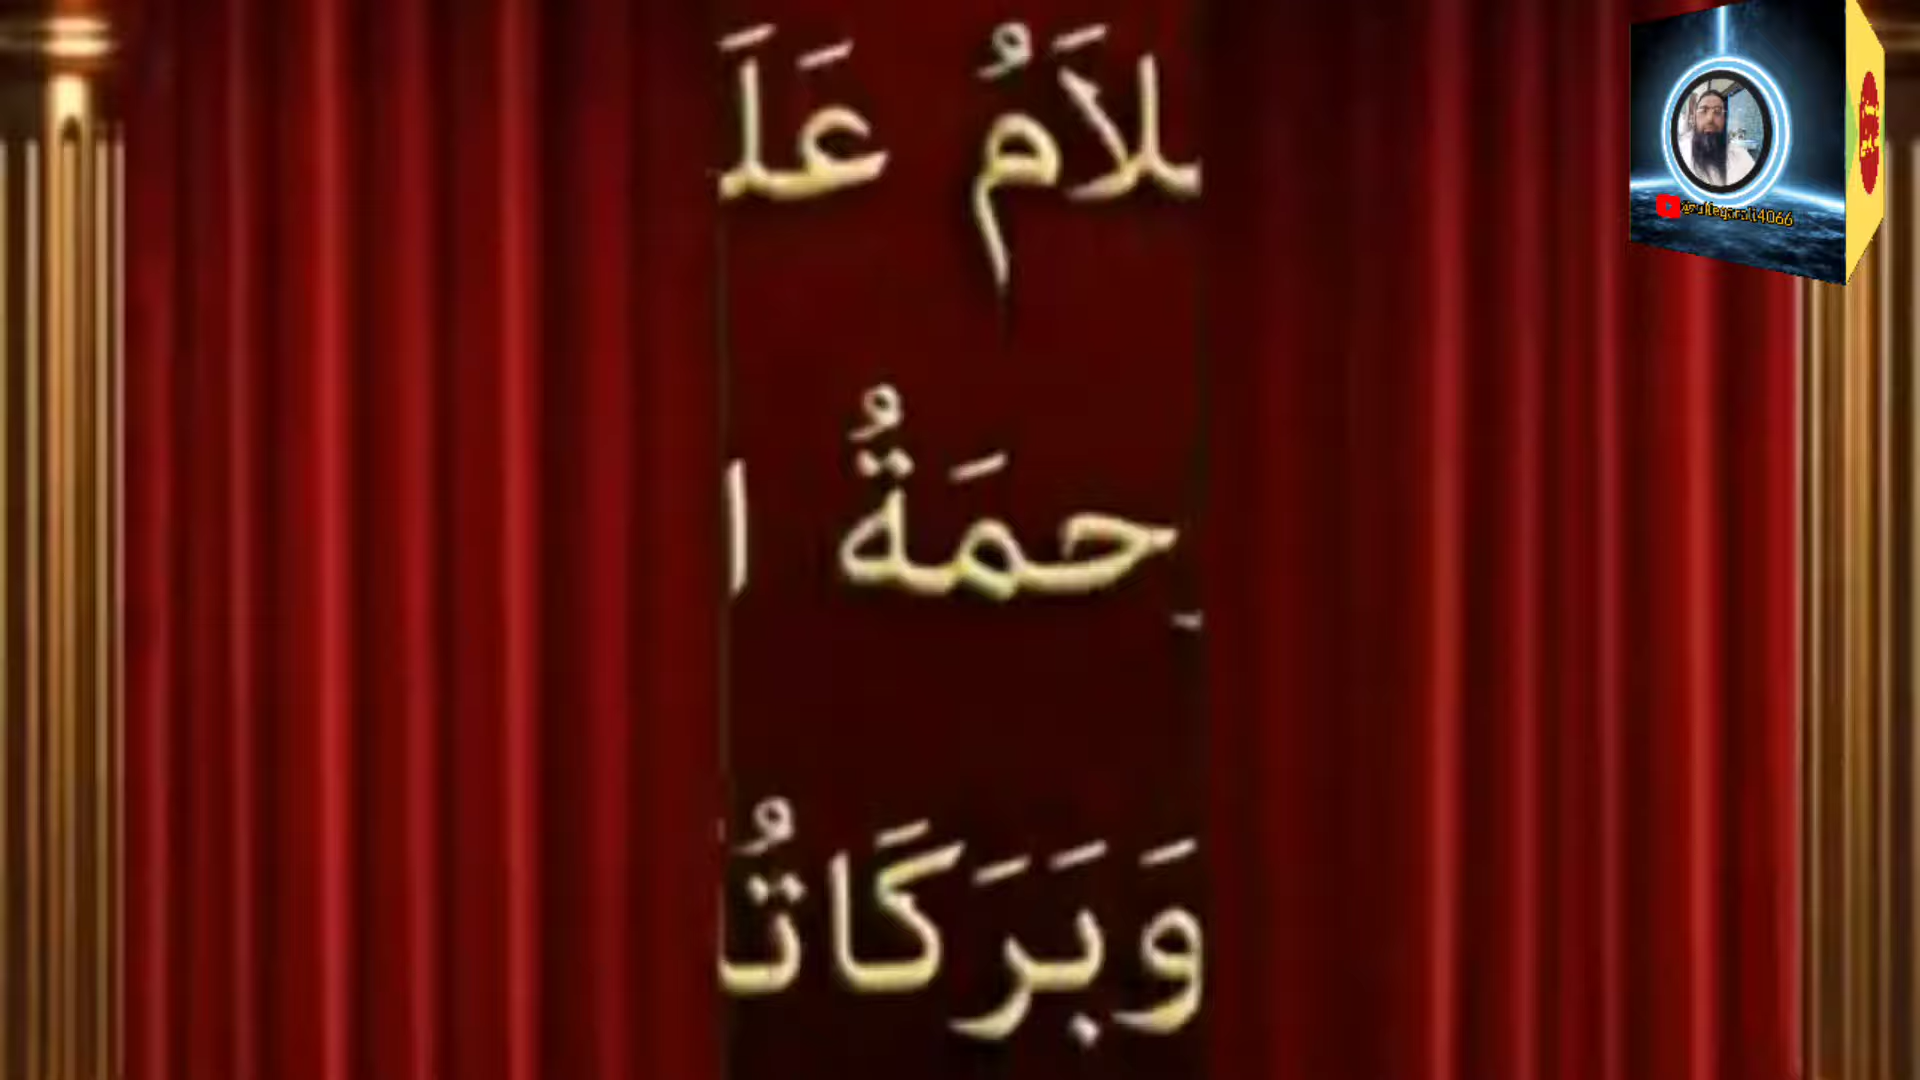 لاَمُ عَلَ
حمَةُ ا
وَبَرَكَاتُ